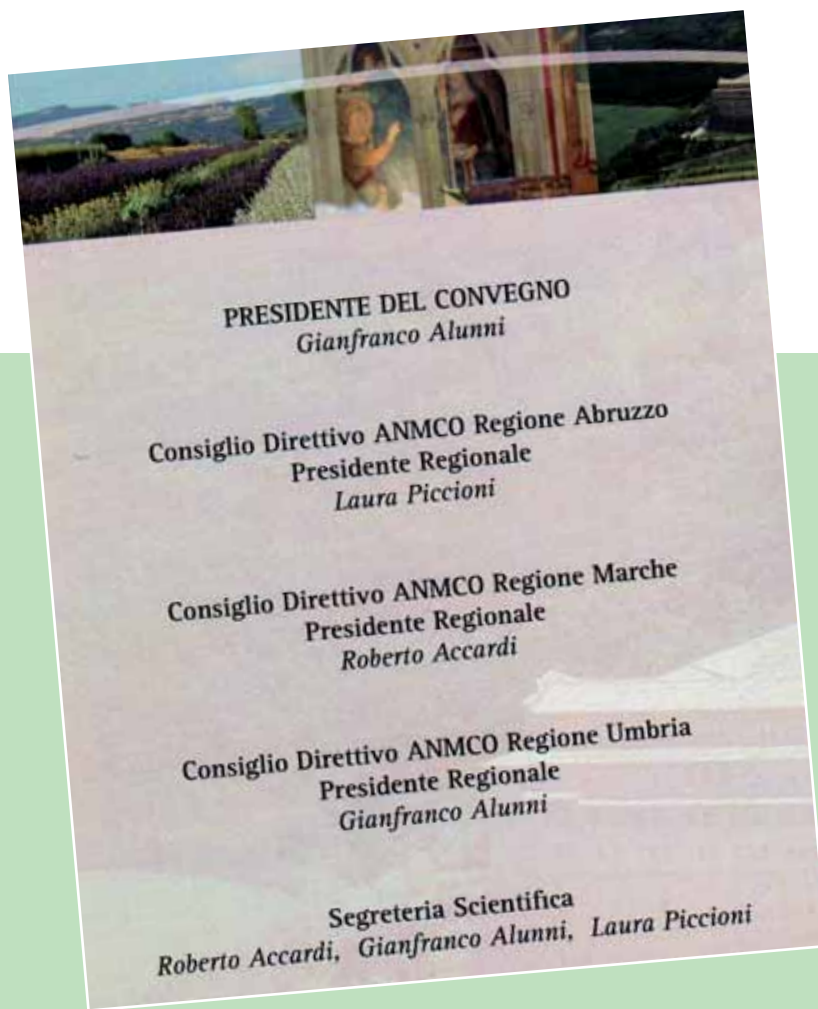 PRESIDENTE DEL CONVEGNO
Gianfranco Alunni
Consiglio Direttivo ANMCO Regione Abruzzo
Presidente Regionale
Laura Piccioni
Consiglio Direttivo ANMCO Regione Marche
Presidente Regionale
Roberto Accardi
Consiglio Direttivo ANMCO Regione Umbria
Presidente Regionale
Gianfranco Alunni
Segreteria Scientifica
Roberto Accardi, Gianfranco Alunni, Laura Piccioni